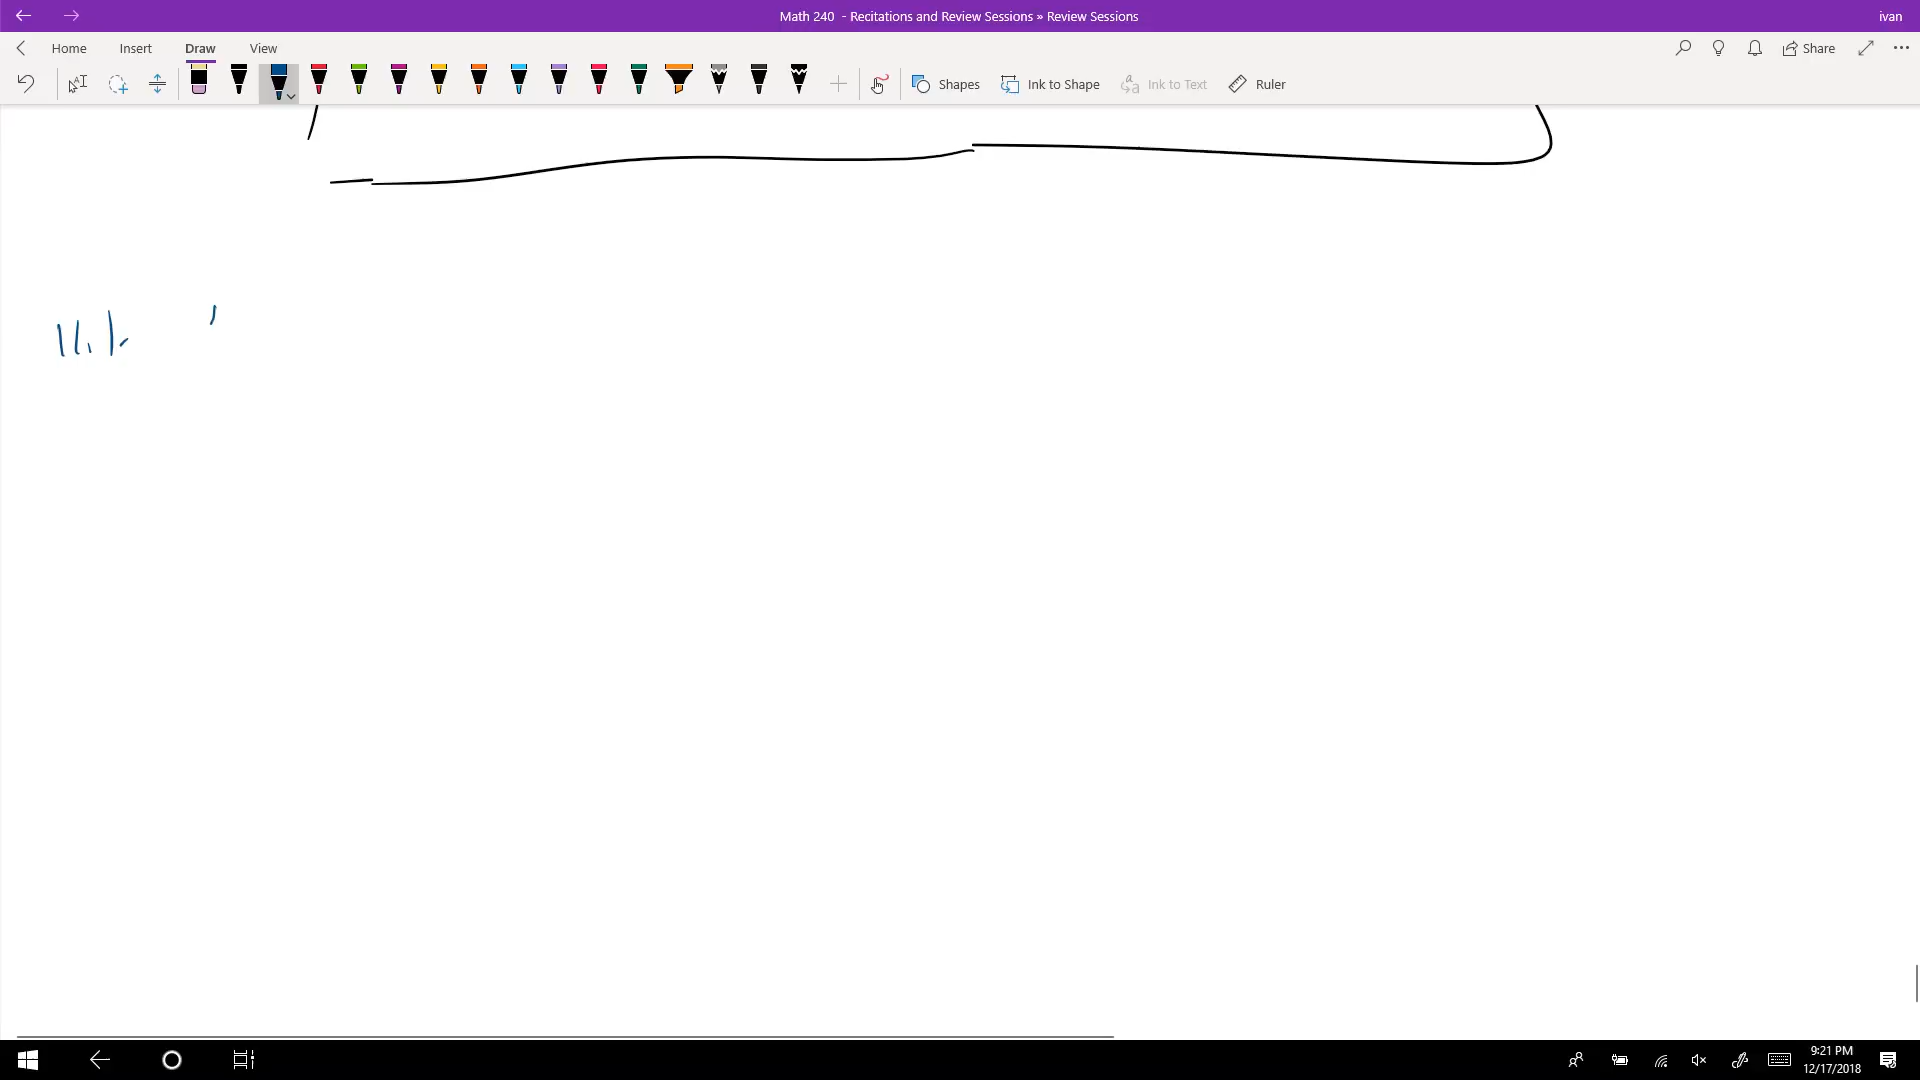 Math 240 - Recitations and Review Sessions » Review Sessions
ivan
Home Insert Draw View
Share
Shapes Ink to Shape Ink to Text Ruler
9:21 PM
12/17/2018